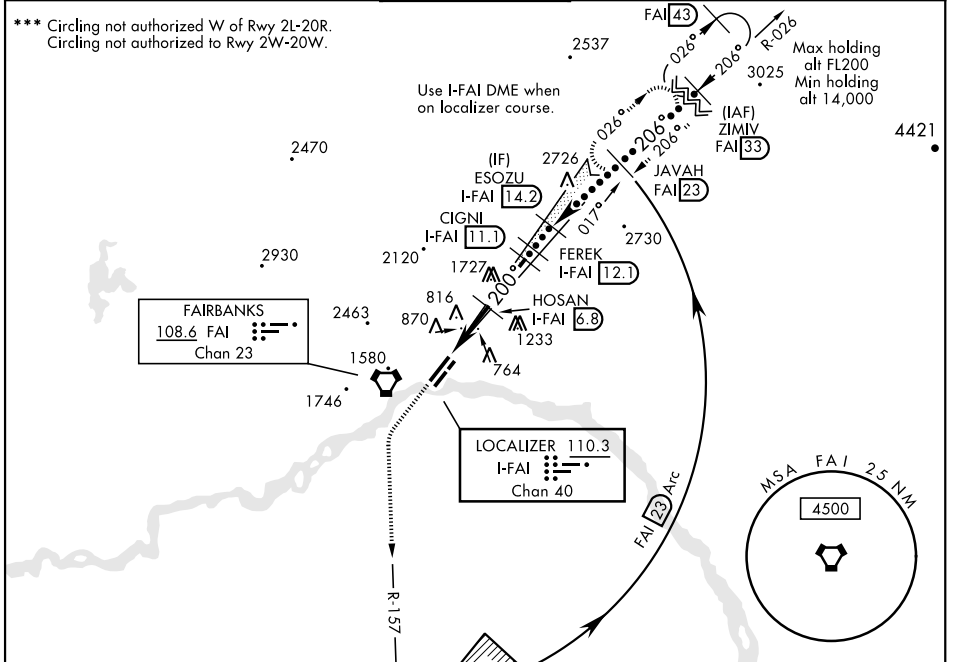 *** Circling not authorized W of Rwy 2L-20R.
Circling not authorized to Rwy 2W-20W.
FAI 43
R-026
026°
206°
2537
3025
Max holding
alt FL200
Min holding
alt 14,000
Use I-FAI DME when
on localizer course.
026°
206°
206°
(IAF)
ZIMIV
FAI 33
4421
2470
(IF)
ESOZU
I-FAI 14.2
2726
JAVAH
FAI 23
017°
CIGNI
I-FAI 11.1
2730
2930
2120
FEREK
I-FAI 12.1
1727
200°
816
HOSAN
I-FAI 6.8
FAIRBANKS
108.6 FAI
Chan 23
2463
870
1233
764
1580
1746
LOCALIZER 110.3
I-FAI
Chan 40
MSA FAI 25 NM
4500
FAI 23 Arc
R-157